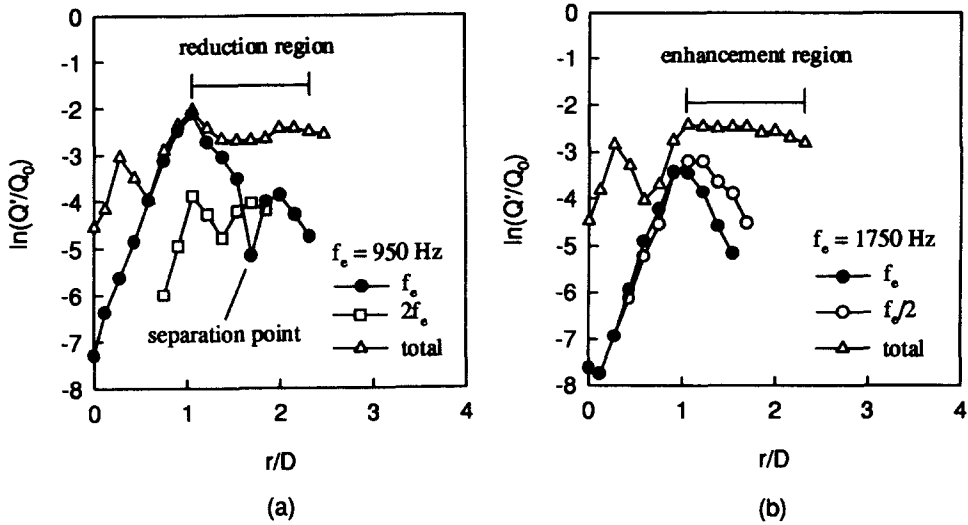 0
-1
-2
-3
-4
-5
-6
-7
-8
ln(Q'/Q₀)
reduction region
fₑ = 950 Hz
fₑ
2fₑ
total
separation point
0
1
2
3
4
r/D
(a)
0
-1
-2
-3
-4
-5
-6
-7
-8
ln(Q'/Q₀)
enhancement region
fₑ = 1750 Hz
fₑ
fₑ/2
total
0
1
2
3
4
r/D
(b)